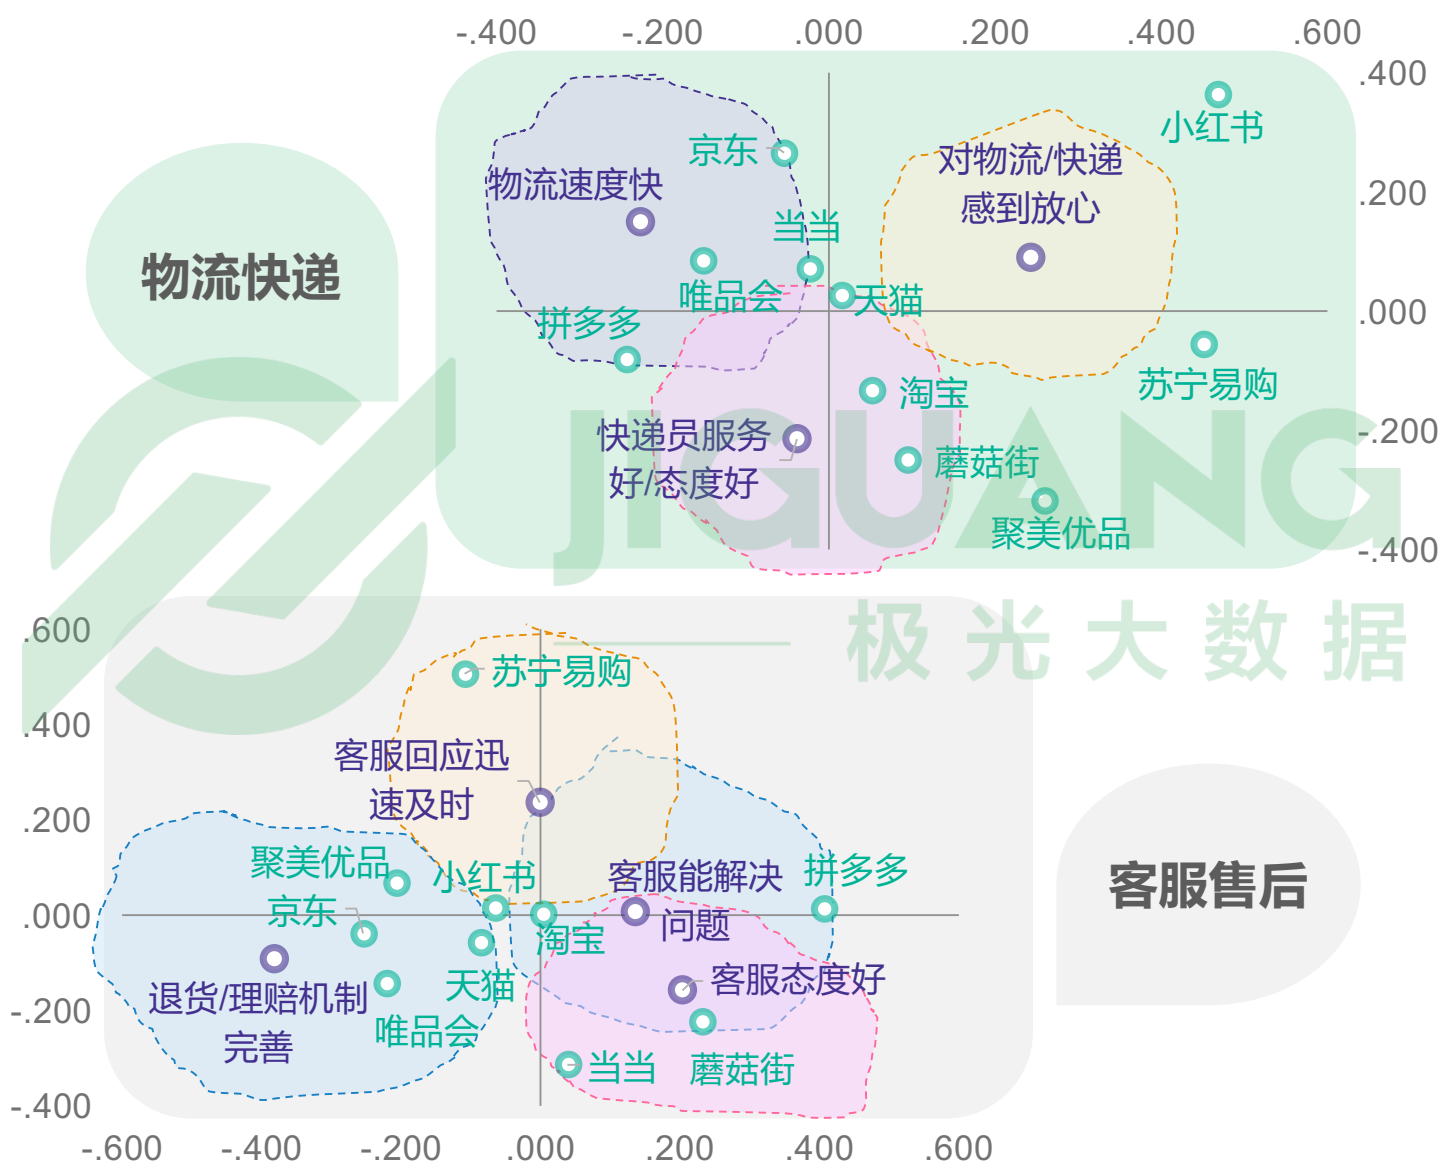 -.400 -.200 .000 .200 .400 .600
.400
小红书
京东
对物流/快递
感到放心
物流速度快
.200
当当
物流快递
唯品会
天猫
拼多多
.000
苏宁易购
淘宝
快递员服务
好/态度好
-.200
蘑菇街
聚美优品
-.400
JIGUANG
极光大数据
.600
苏宁易购
.400
客服回应迅
速及时
.200
聚美优品
小红书
客服能解决
问题
拼多多
客服售后
京东
.000
淘宝
天猫
客服态度好
退货/理赔机制
完善
-.200
唯品会
当当
蘑菇街
-.400
-.600 -.400 -.200 .000 .200 .400 .600